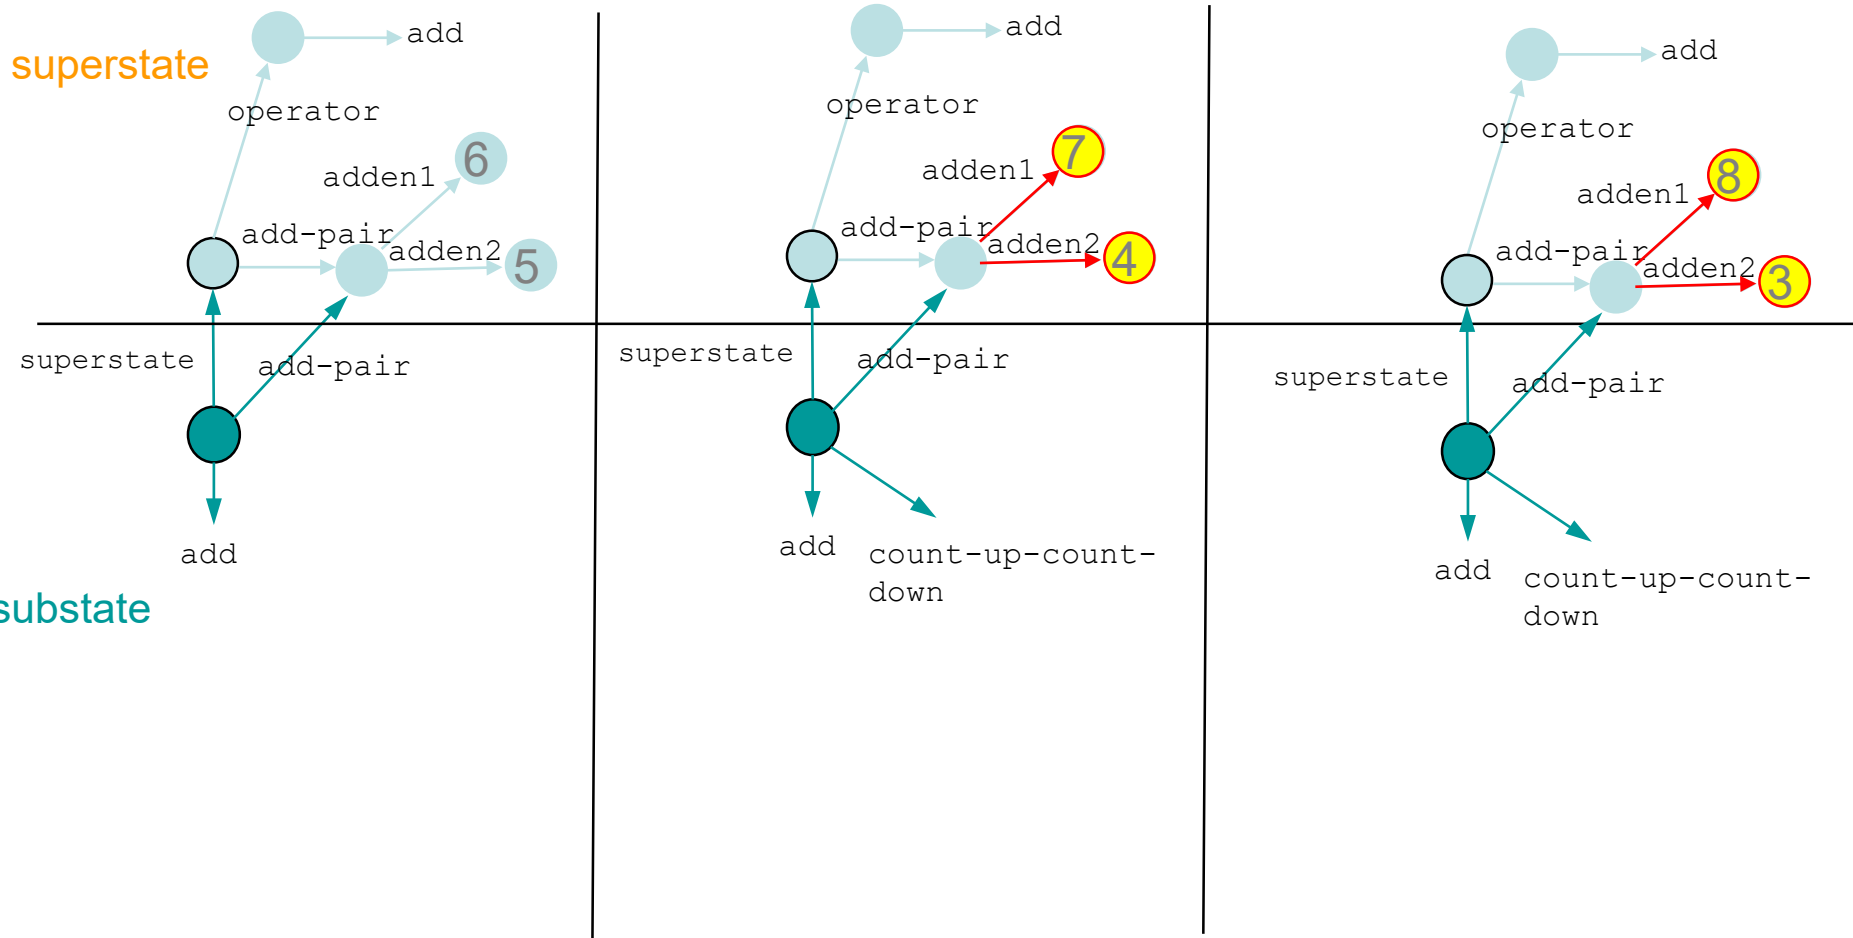 superstate
add
operator
6
adden1
add-pair
adden2
5
superstate
add-pair
add
substate
add
operator
7
adden1
add-pair
adden2
4
superstate
add-pair
add
count-up-count-
down
add
operator
8
adden1
add-pair
adden2
3
superstate
add-pair
add
count-up-count-
down